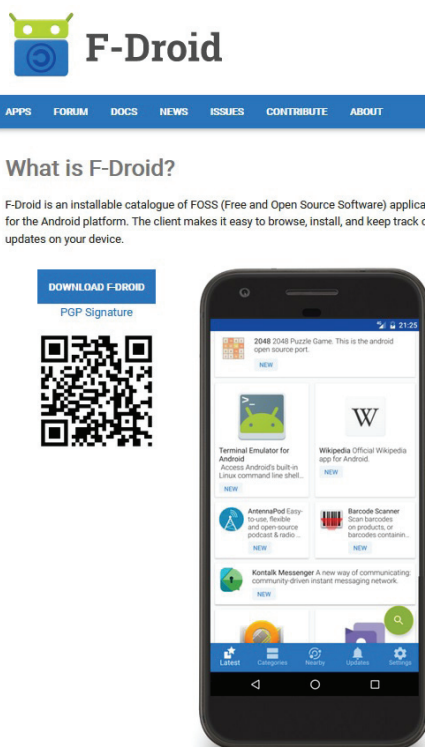 F-Droid
APPS FORUM DOCS NEWS ISSUES CONTRIBUTE ABOUT
What is F-Droid?
F-Droid is an installable catalogue of FOSS (Free and Open Source Software) applica
for the Android platform. The client makes it easy to browse, install, and keep track o
updates on your device.
DOWNLOAD F-DROID
PGP Signature
21:25
2048 2048 Puzzle Game. This is the android
open source port.
NEW
>_
W
Terminal Emulator for
Android
Access Android's built-in
Linux command line shell...
NEW
Wikipedia Official Wikipedia
app for Android.
NEW
AntennaPod Easy-
to-use, flexible
and open-source
podcast & radio ...
NEW
Barcode Scanner
Scan barcodes
on products, or
barcodes containin...
NEW
Kontalk Messenger A new way of communicating:
community-driven instant messaging network.
NEW
Latest Categories Nearby Updates Settings